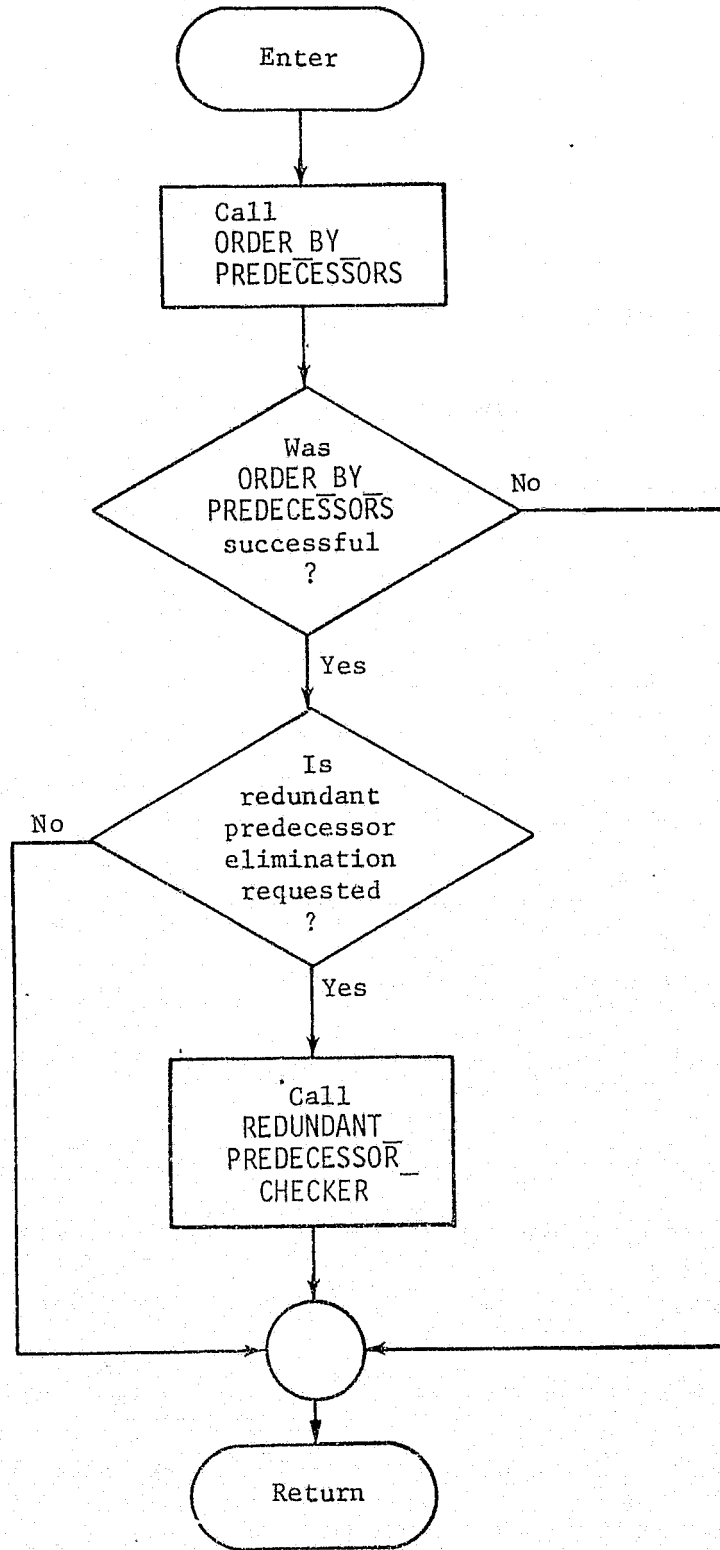 Enter
Call
ORDER_BY_
PREDECESSORS
Was
ORDER_BY_
PREDECESSORS
successful
?
No
Yes
Is
redundant
predecessor
elimination
requested
?
No
Yes
Call
REDUNDANT_
PREDECESSOR_
CHECKER
Return